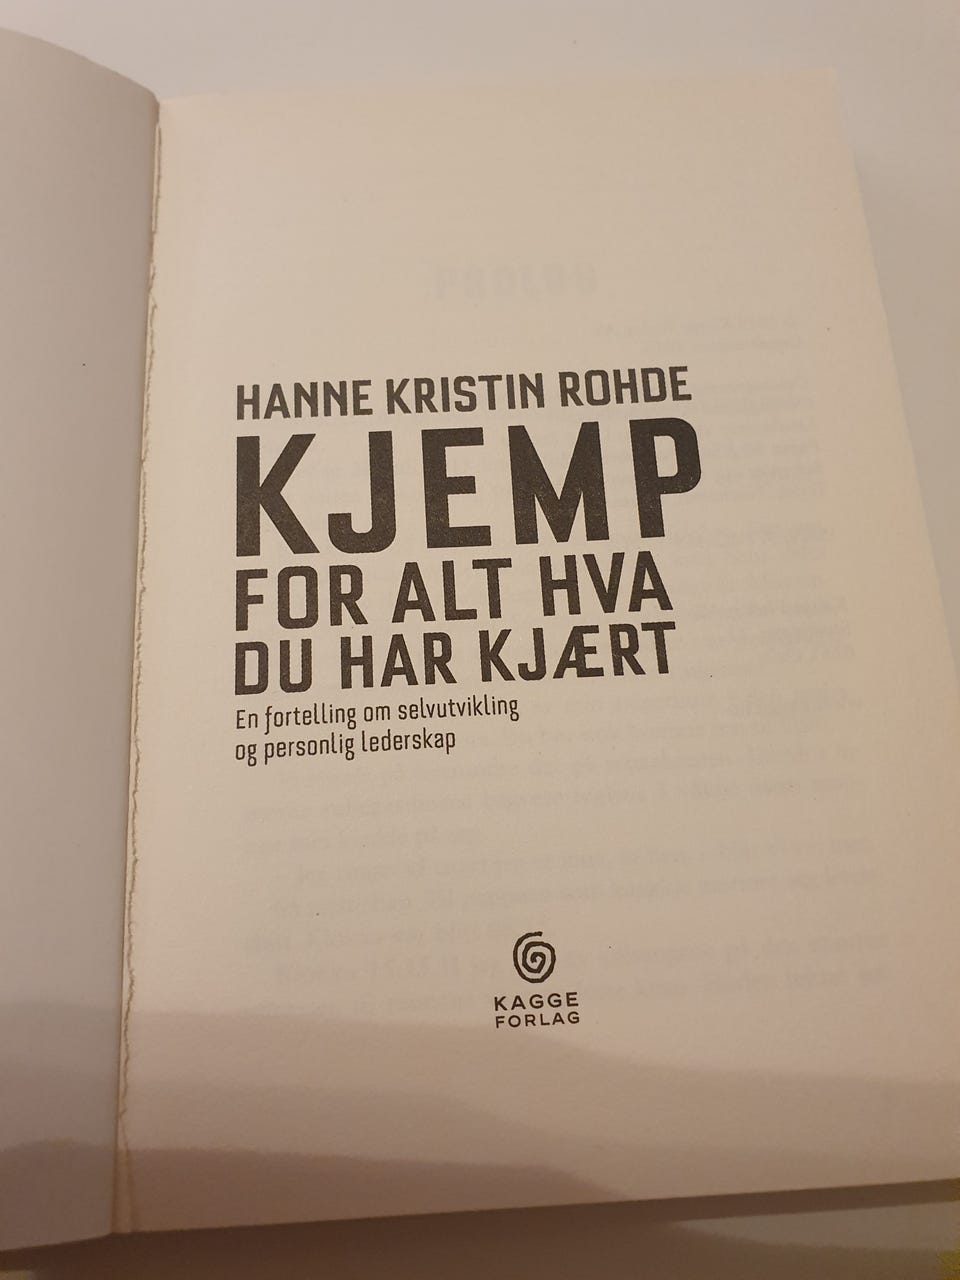 HANNE KRISTIN ROHDE
KJEMP
FOR ALT HVA
DU HAR KJÆRT
En fortelling om selvutvikling
og personlig lederskap
KAGGE
FORLAG